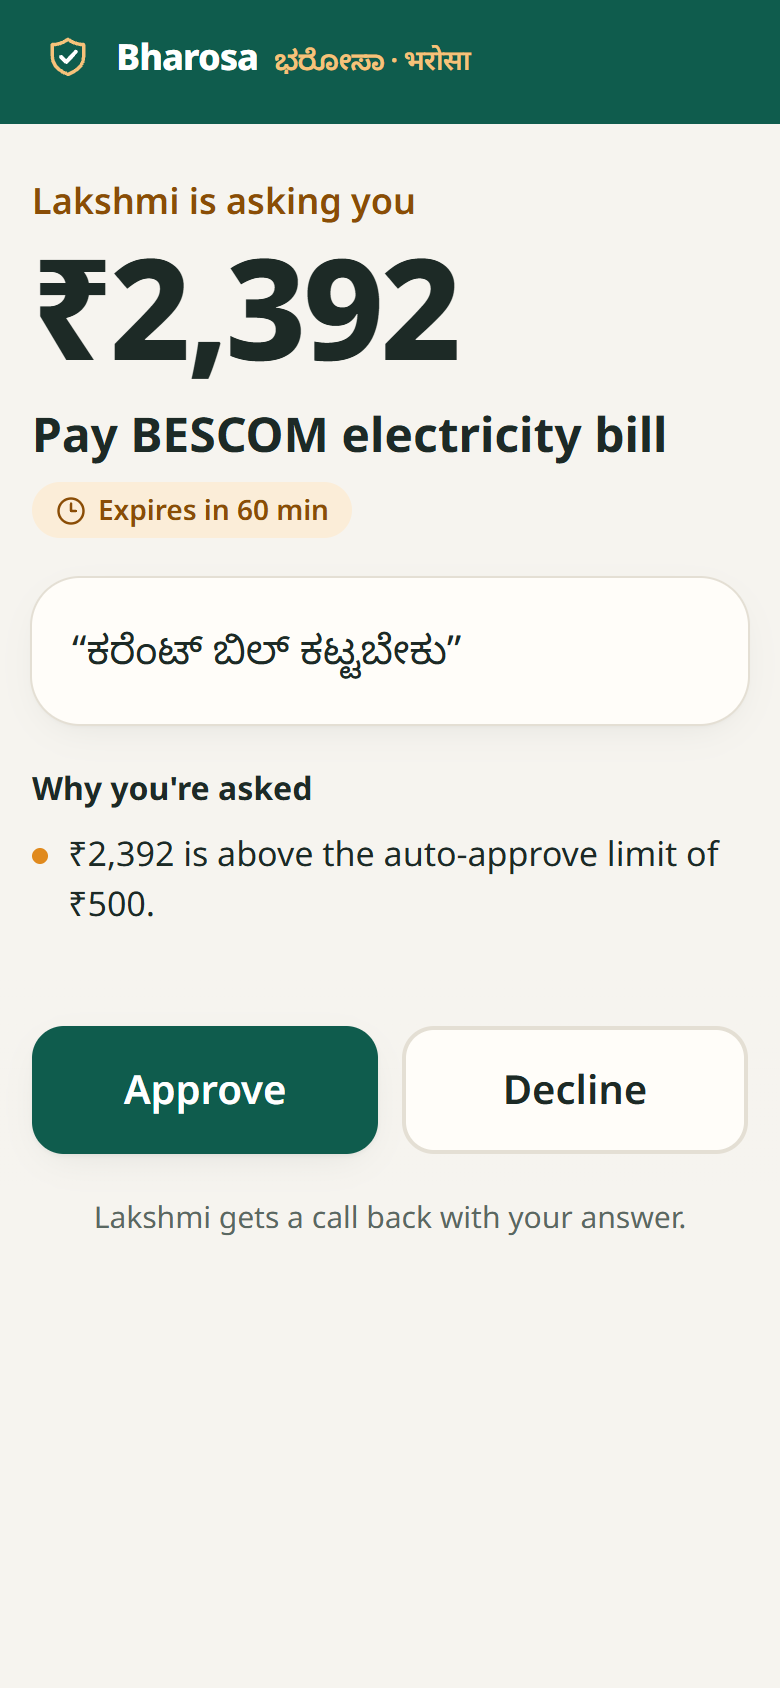 Bharosa ಭರೋಸಾ · भरोसा
Lakshmi is asking you
₹2,392
Pay BESCOM electricity bill
Expires in 60 min
“ಕರೆಂಟ್ ಬಿಲ್ ಕಟ್ಟಬೇಕು”
Why you're asked
₹2,392 is above the auto-approve limit of
₹500.
Approve
Decline
Lakshmi gets a call back with your answer.